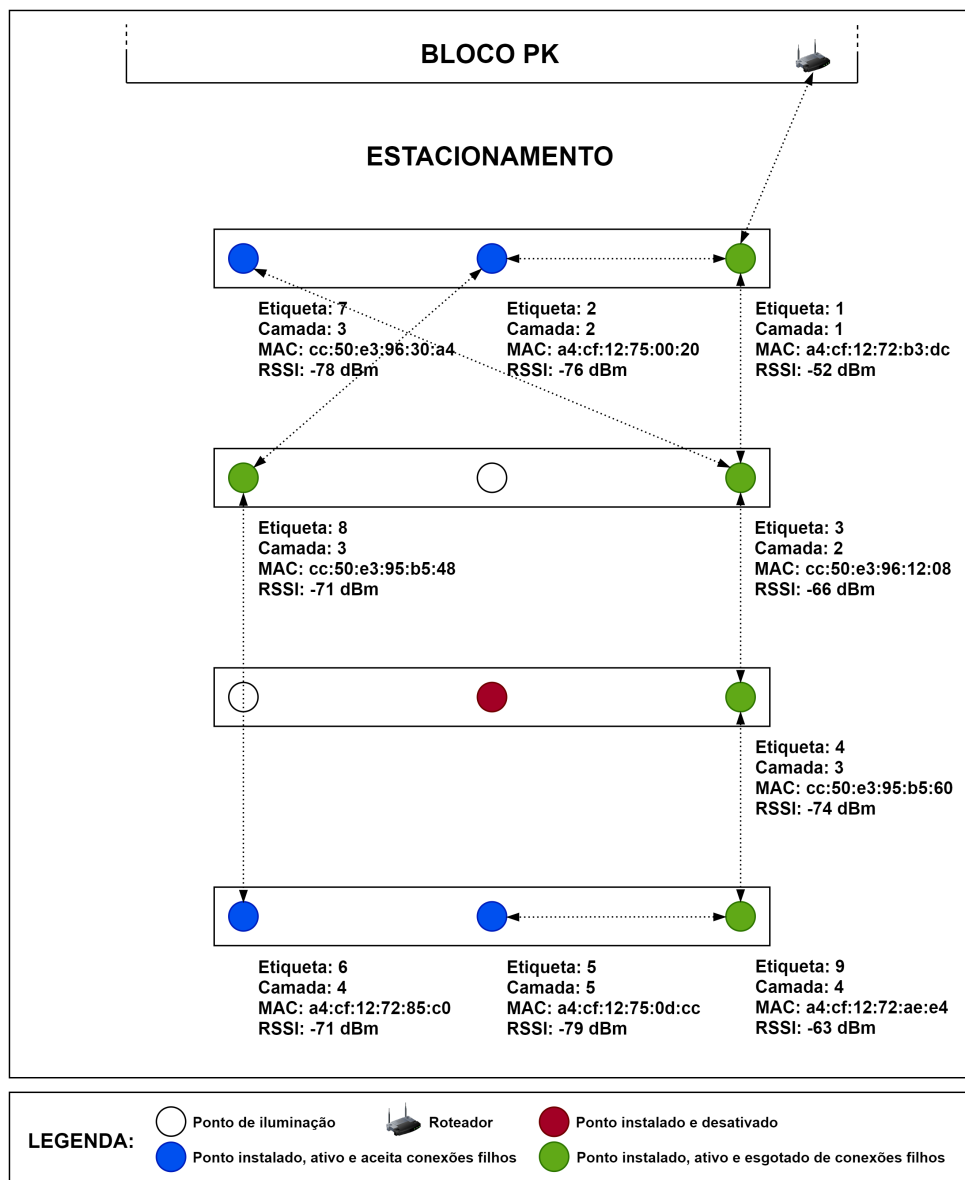 BLOCO PK
ESTACIONAMENTO
Etiqueta: 7
Camada: 3
MAC: cc:50:e3:96:30:a4
RSSI: -78 dBm
Etiqueta: 2
Camada: 2
MAC: a4:cf:12:75:00:20
RSSI: -76 dBm
Etiqueta: 1
Camada: 1
MAC: a4:cf:12:72:b3:dc
RSSI: -52 dBm
Etiqueta: 8
Camada: 3
MAC: cc:50:e3:95:b5:48
RSSI: -71 dBm
Etiqueta: 3
Camada: 2
MAC: cc:50:e3:96:12:08
RSSI: -66 dBm
Etiqueta: 4
Camada: 3
MAC: cc:50:e3:95:b5:60
RSSI: -74 dBm
Etiqueta: 6
Camada: 4
MAC: a4:cf:12:72:85:c0
RSSI: -71 dBm
Etiqueta: 5
Camada: 5
MAC: a4:cf:12:75:0d:cc
RSSI: -79 dBm
Etiqueta: 9
Camada: 4
MAC: a4:cf:12:72:ae:e4
RSSI: -63 dBm
LEGENDA:
Ponto de iluminação
Roteador
Ponto instalado e desativado
Ponto instalado, ativo e aceita conexões filhos
Ponto instalado, ativo e esgotado de conexões filhos